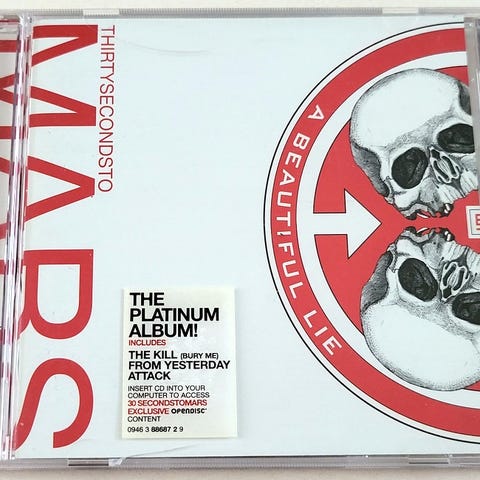 THIRTYSECONDSTO
MARS
A BEAUTIFUL LIE
THE
PLATINUM
ALBUM!
INCLUDES
THE KILL (BURY ME)
FROM YESTERDAY
ATTACK
INSERT CD INTO YOUR
COMPUTER TO ACCESS
30 SECONDSTOMARS
EXCLUSIVE OPENDISC
CONTENT
0946 3 88687 2 9